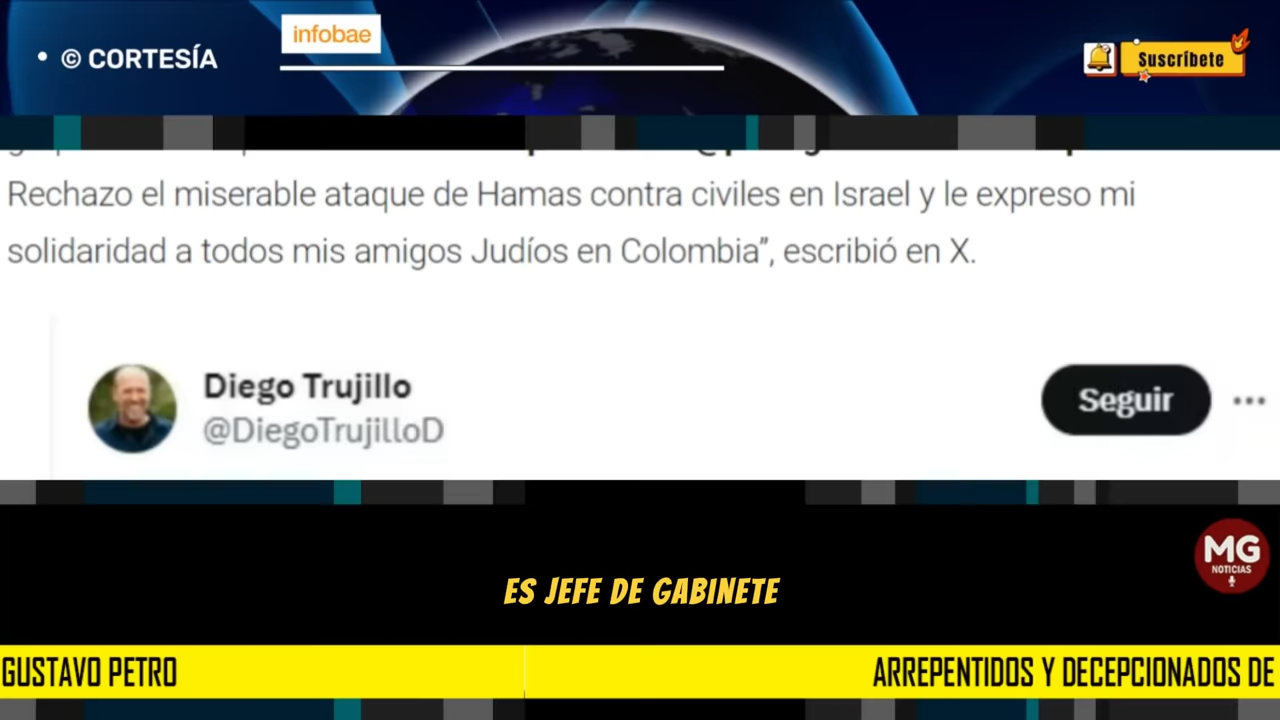 © CORTESÍA
infobae
Suscríbete
Rechazo el miserable ataque de Hamas contra civiles en Israel y le expreso mi
solidaridad a todos mis amigos Judíos en Colombia”, escribió en X.
Diego Trujillo
@DiegoTrujilloD
Seguir
MG
NOTICIAS
ES JEFE DE GABINETE
GUSTAVO PETRO
ARREPENTIDOS Y DECEPCIONADOS DE